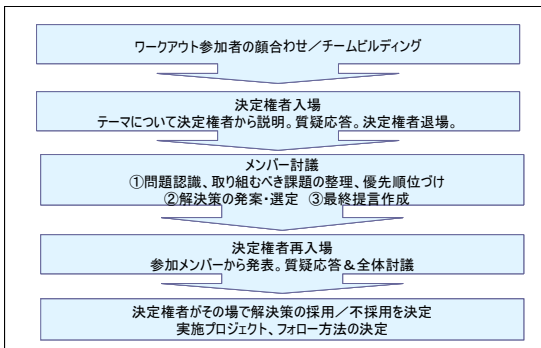 ワークアウト参加者の顔合わせ／チームビルディング
決定権者入場
テーマについて決定権者から説明。質疑応答。決定権者退場。
メンバー討議
①問題認識、取り組むべき課題の整理、優先順位づけ
②解決策の発案・選定　③最終提言作成
決定権者再入場
参加メンバーから発表。質疑応答＆全体討議
決定権者がその場で解決策の採用／不採用を決定
実施プロジェクト、フォロー方法の決定